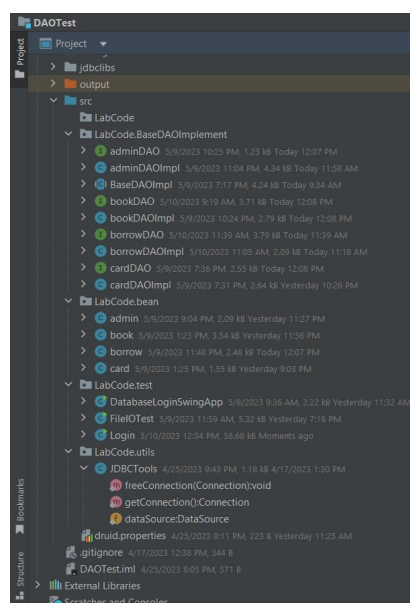 DAOTest
Project
Project
jdbclibs
output
src
LabCode
LabCode.BaseDAOImplement
adminDAO 5/9/2023 10:25 PM, 1.23 kB Today 12:07 PM
adminDAOImpl 5/9/2023 11:04 PM, 4.34 kB Today 11:58 AM
BaseDAOImpl 5/9/2023 7:17 PM, 4.24 kB Today 9:34 AM
bookDAO 5/10/2023 9:19 AM, 3.71 kB Today 12:08 PM
bookDAOImpl 5/9/2023 10:24 PM, 2.79 kB Today 12:08 PM
borrowDAO 5/10/2023 11:39 AM, 3.79 kB Today 11:39 AM
borrowDAOImpl 5/10/2023 11:05 AM, 2.09 kB Today 11:18 AM
cardDAO 5/9/2023 7:36 PM, 2.55 kB Today 12:08 PM
cardDAOImpl 5/9/2023 7:31 PM, 2.64 kB Yesterday 10:26 PM
LabCode.bean
admin 5/9/2023 9:04 PM, 2.09 kB Yesterday 11:27 PM
book 5/9/2023 1:25 PM, 3.54 kB Yesterday 11:36 PM
borrow 5/9/2023 11:48 PM, 2.48 kB Today 12:07 PM
card 5/9/2023 1:25 PM, 1.55 kB Yesterday 9:03 PM
LabCode.test
DatabaseLoginSwingApp 5/8/2023 9:36 AM, 2.22 kB Yesterday 11:32 AM
FileIOTest 5/9/2023 11:59 AM, 5.32 kB Yesterday 7:18 PM
Login 5/10/2023 12:34 PM, 58.68 kB Moments ago
LabCode.utils
JDBCTools 4/25/2023 9:43 PM, 1.18 kB 4/17/2023 1:30 PM
freeConnection(Connection):void
getConnection():Connection
dataSource:DataSource
druid.properties 4/25/2023 8:11 PM, 223 B Yesterday 11:25 AM
.gitignore 4/17/2023 12:38 PM, 344 B
DAOTest.iml 4/25/2023 8:05 PM, 571 B
External Libraries
Scratches and Consoles
Bookmarks
Structure